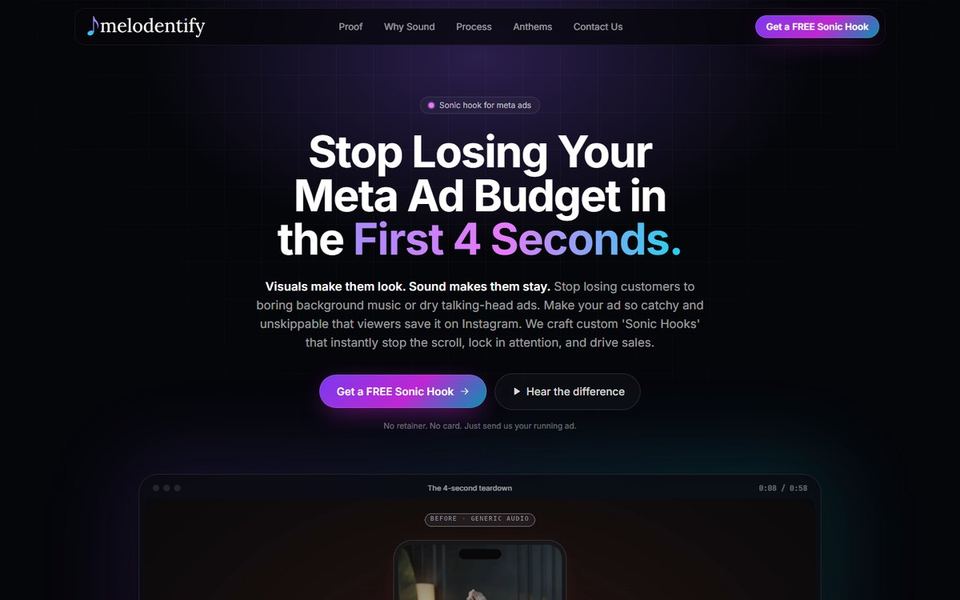 melodentify
Proof
Why Sound
Process
Anthems
Contact Us
Get a FREE Sonic Hook
Sonic hook for meta ads
Stop Losing Your
Meta Ad Budget in
the First 4 Seconds.
Visuals make them look. Sound makes them stay. Stop losing customers to
boring background music or dry talking-head ads. Make your ad so catchy and
unskippable that viewers save it on Instagram. We craft custom 'Sonic Hooks'
that instantly stop the scroll, lock in attention, and drive sales.
Get a FREE Sonic Hook →
Hear the difference
No retainer. No card. Just send us your running ad.
The 4-second teardown
0:08 / 0:58
BEFORE · GENERIC AUDIO